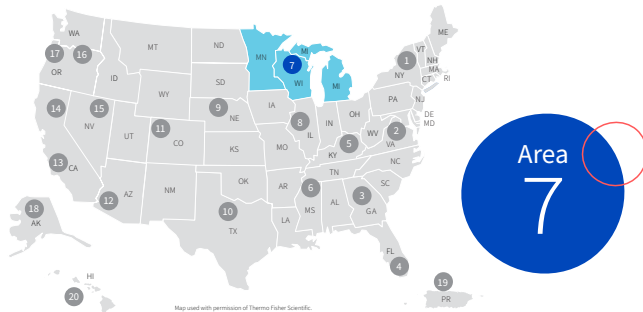 ME
WA
ND
VT
MT
17
16
MN
MI
1
NH
7
MA
OR
SD
NY
ID
WI
CT
RI
MI
WY
PA
NJ
14
15
9
IA
OH
NE
8
IN
DE
NV
2
MD
UT
11
IL
WV
CO
MO
5
VA
KS
KY
13
CA
NC
TN
OK
6
SC
12
AZ
NM
AR
3
18
10
MS
AL
GA
AK
TX
LA
FL
4
19
HI
20
PR
Map used with permission of Thermo Fisher Scientific.
Area
7